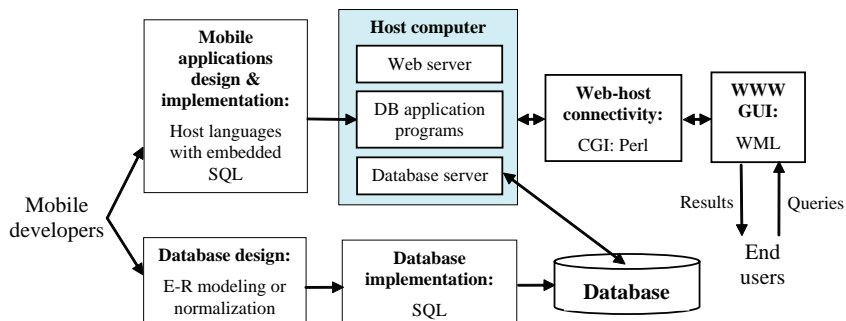 Mobile
applications
design &
implementation:
Host languages
with embedded
SQL
Host computer
Web server
DB application
programs
Database server
Web-host
connectivity:
CGI: Perl
WWW
GUI:
WML
Results
Queries
End
users
Mobile
developers
Database design:
E-R modeling or
normalization
Database
implementation:
SQL
Database